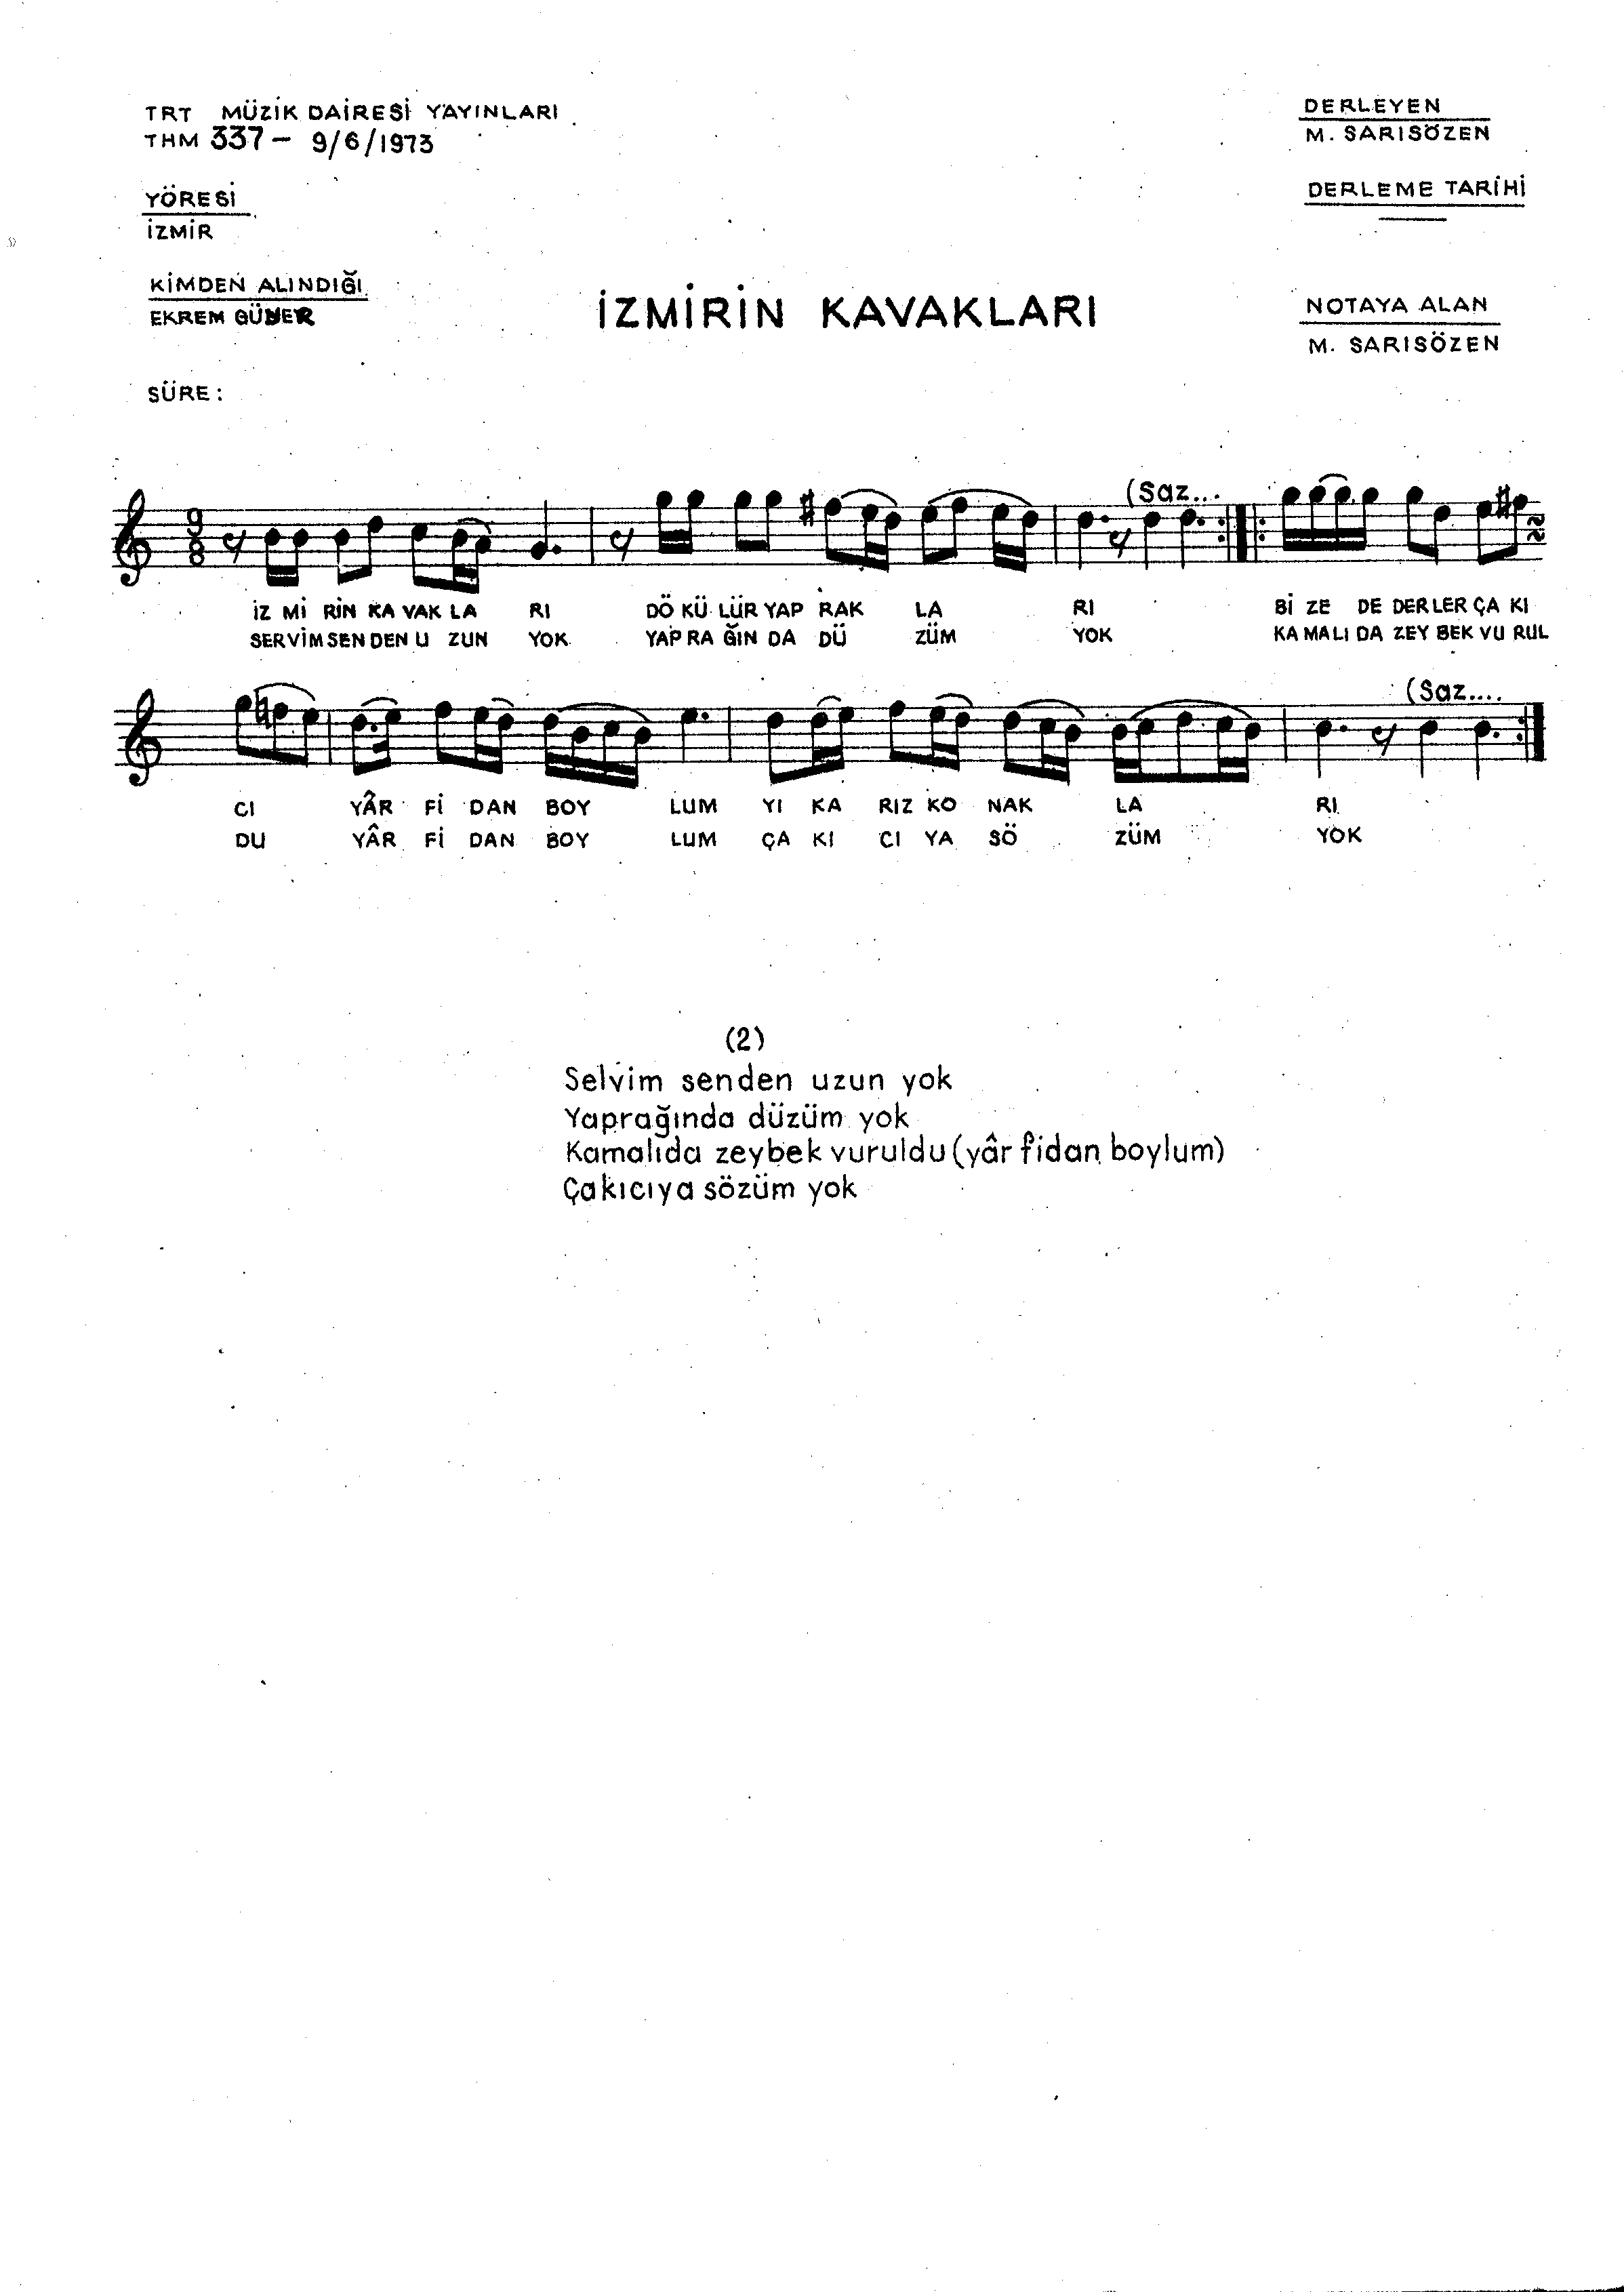 TRT MÜZİK DAİRESİ YAYINLARI
THM 337 – 9/6/1973
YÖRESİ
İZMİR
KİMDEN ALINDIĞI
EKREM GÜNER
SÜRE :
DERLEYEN
M. SARISÖZEN
DERLEME TARİHİ
NOTAYA ALAN
M. SARISÖZEN
İZMİRİN KAVAKLARI
9
8
(Saz...
İZ Mİ RİN KA VAK LA RI DÖ KÜ LÜR YAP RAK LA RI Bİ ZE DE DER LER ÇA KI
SERVİM SEN DEN U ZUN YOK YAP RA ĞIN DA DÜ ZÜM YOK KA MALI DA ZEY BEK VU RUL
(Saz....
CI YÂR Fİ DAN BOY LUM YI KA RIZ KO NAK LA RI
DU YÂR Fİ DAN BOY LUM ÇA KI CI YA SÖ ZÜM YOK
(2)
Selvim senden uzun yok
Yaprağında düzüm yok
Kamalıda zeybek vuruldu (yâr fidan boylum)
Çakıcıya sözüm yok